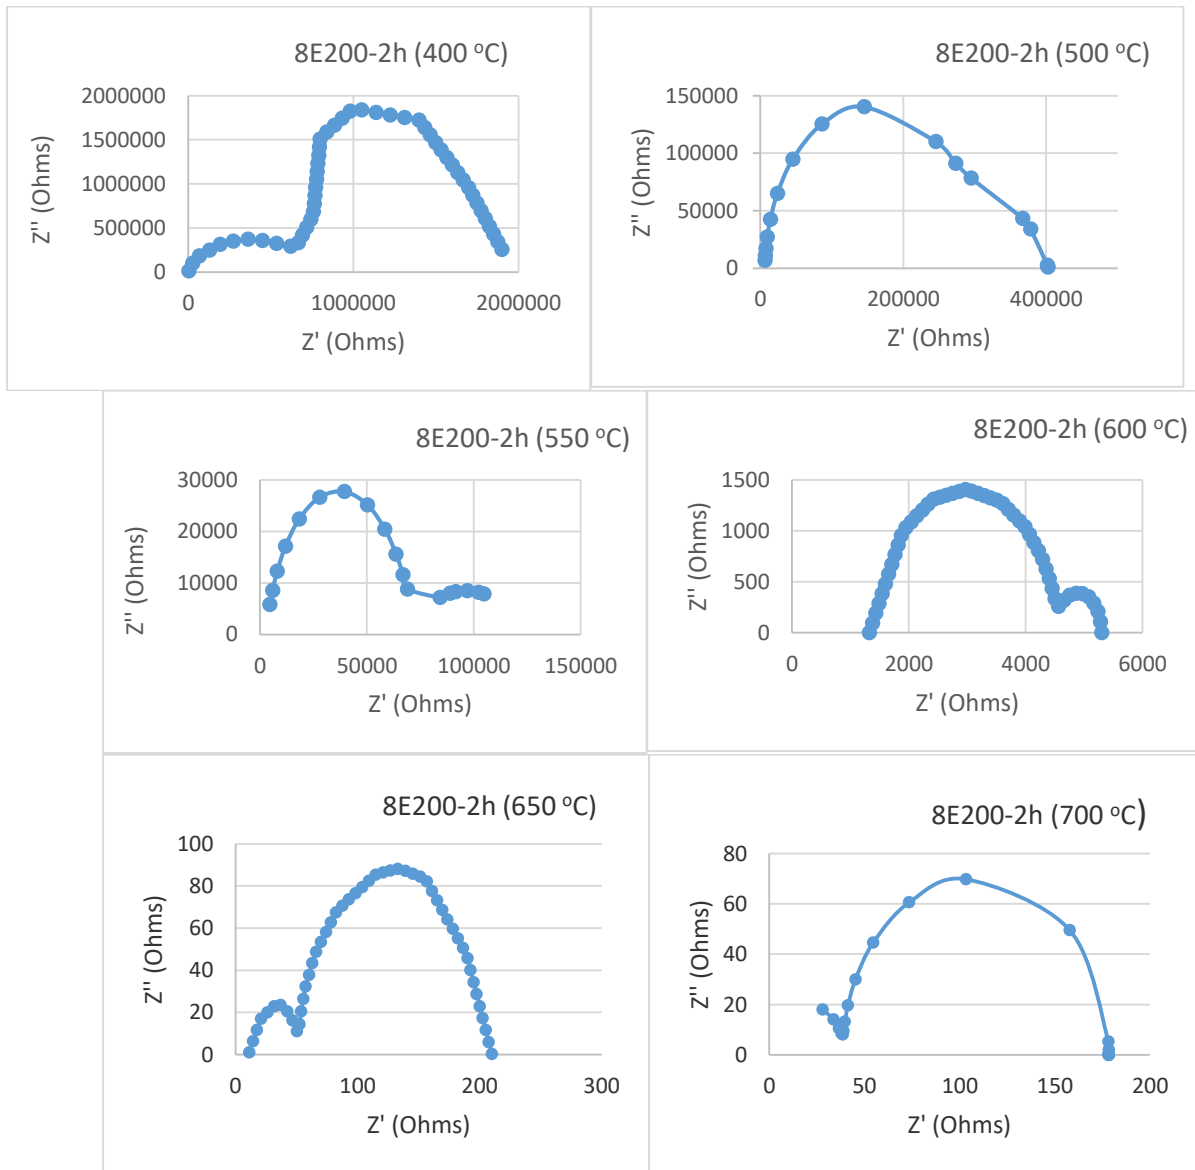 8E200-2h (400 °C)
2000000
1500000
1000000
500000
0
0 1000000 2000000
Z'' (Ohms)
Z' (Ohms)
8E200-2h (500 °C)
150000
100000
50000
0
0 200000 400000
Z'' (Ohms)
Z' (Ohms)
8E200-2h (550 °C)
30000
20000
10000
0
0 50000 100000 150000
Z'' (Ohms)
Z' (Ohms)
8E200-2h (600 °C)
1500
1000
500
0
0 2000 4000 6000
Z'' (Ohms)
Z' (Ohms)
8E200-2h (650 °C)
100
80
60
40
20
0
0 100 200 300
Z'' (Ohms)
Z' (Ohms)
8E200-2h (700 °C)
80
60
40
20
0
0 50 100 150 200
Z'' (Ohms)
Z' (Ohms)